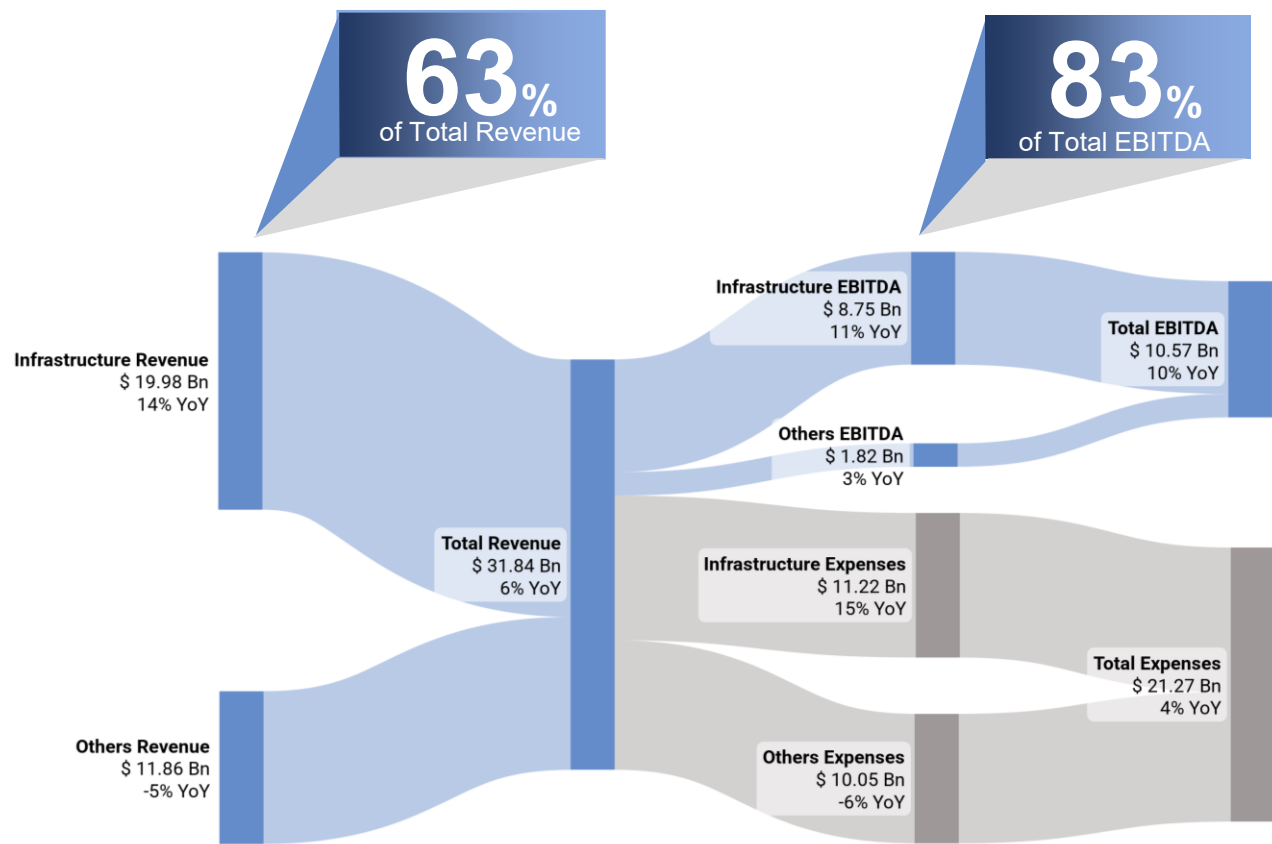 63%
of Total Revenue
83%
of Total EBITDA
Infrastructure Revenue
$ 19.98 Bn
14% YoY
Others Revenue
$ 11.86 Bn
-5% YoY
Total Revenue
$ 31.84 Bn
6% YoY
Infrastructure EBITDA
$ 8.75 Bn
11% YoY
Others EBITDA
$ 1.82 Bn
3% YoY
Infrastructure Expenses
$ 11.22 Bn
15% YoY
Others Expenses
$ 10.05 Bn
-6% YoY
Total EBITDA
$ 10.57 Bn
10% YoY
Total Expenses
$ 21.27 Bn
4% YoY